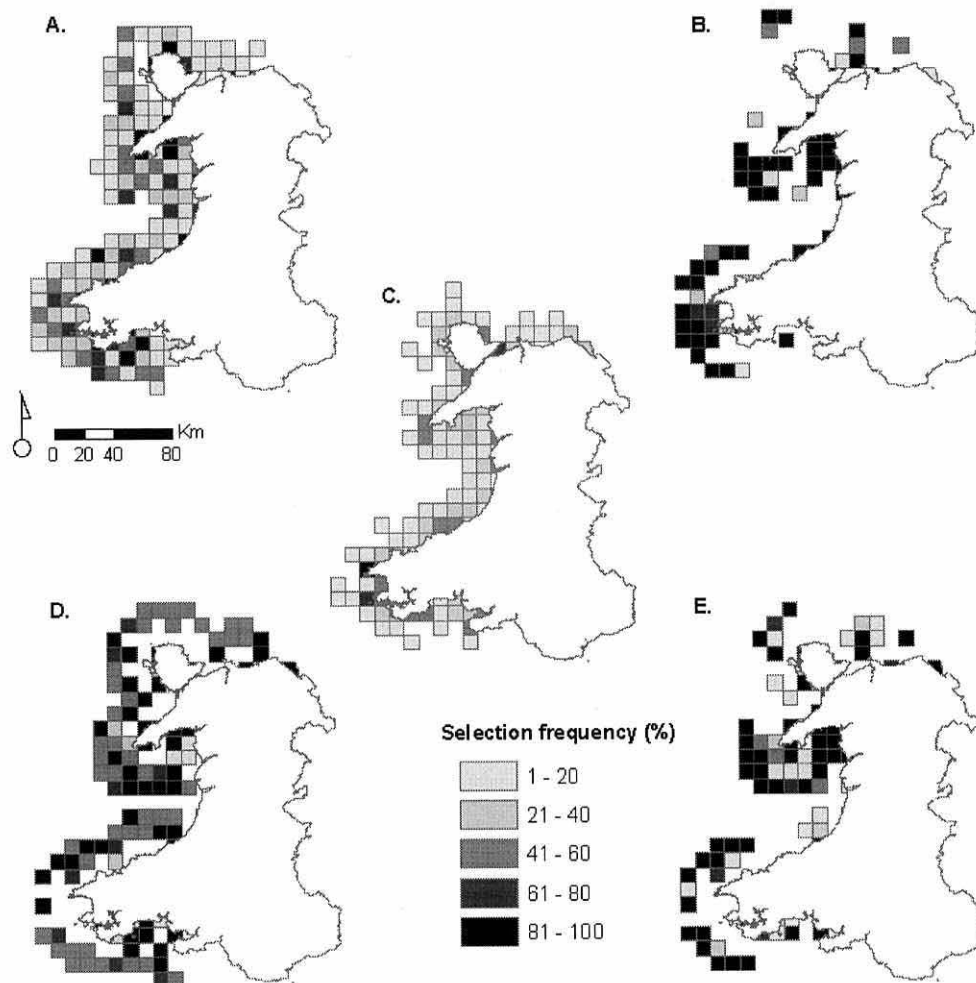 A.
B.
C.
Km
0 20 40 80
D.
E.
Selection frequency (%)
1 - 20
21 - 40
41 - 60
61 - 80
81 - 100